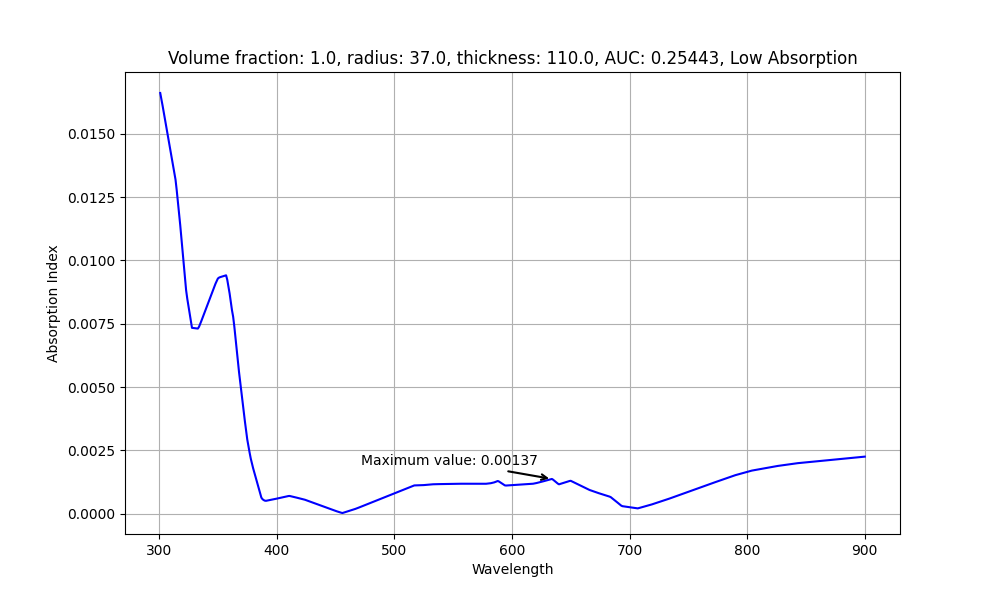 Volume fraction: 1.0, radius: 37.0, thickness: 110.0, AUC: 0.25443, Low Absorption
Absorption Index
0.0150
0.0125
0.0100
0.0075
0.0050
0.0025
0.0000
Maximum value: 0.00137
300 400 500 600 700 800 900
Wavelength